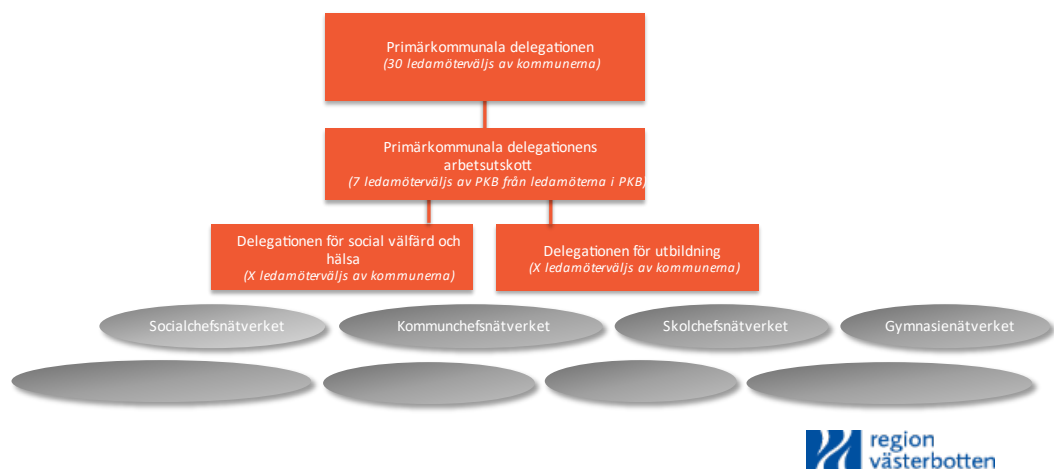 Primärkommunala delegationen
(30 ledamöterväljs av kommunerna)
Primärkommunala delegationens
arbetsutskott
(7 ledamöterväljs av PKB från ledamöterna i PKB)
Delegationen för social välfärd och
hälsa
(X ledamöterväljs av kommunerna)
Delegationen för utbildning
(X ledamöterväljs av kommunerna)
Socialchefsnätverket
Kommunchefsnätverket
Skolchefsnätverket
Gymnasienätverket
region
västerbotten